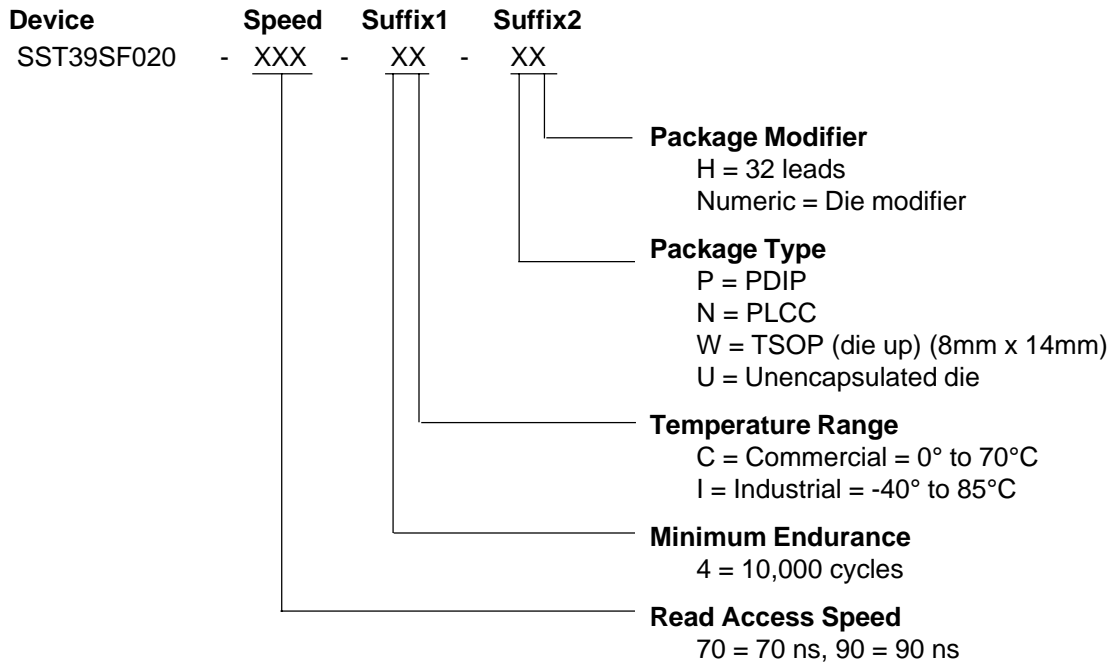 Device Speed Suffix1 Suffix2
SST39SF020 - XXX - XX - XX
Package Modifier
H = 32 leads
Numeric = Die modifier
Package Type
P = PDIP
N = PLCC
W = TSOP (die up) (8mm x 14mm)
U = Unencapsulated die
Temperature Range
C = Commercial = 0° to 70°C
I = Industrial = -40° to 85°C
Minimum Endurance
4 = 10,000 cycles
Read Access Speed
70 = 70 ns, 90 = 90 ns